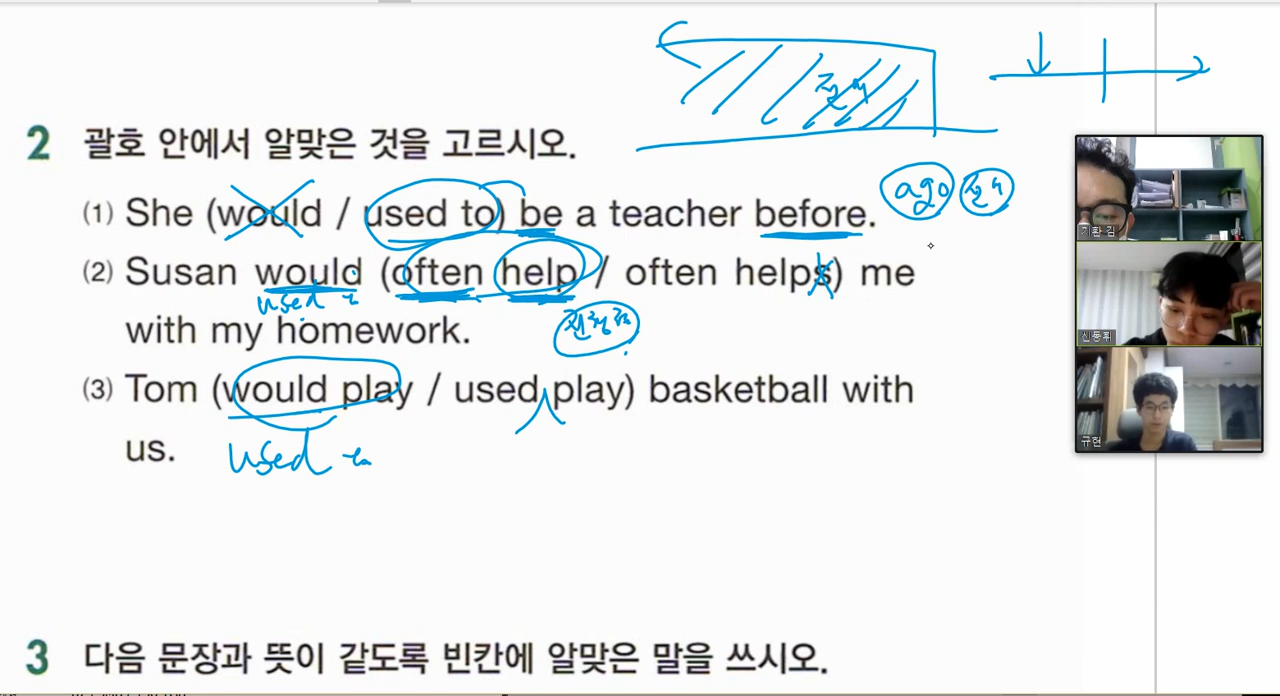 전에
2 괄호 안에서 알맞은 것을 고르시오.
ago 전에
(1) She (would / used to) be a teacher before.
(2) Susan would (often help / often helps) me
used to
with my homework.
(3) Tom (would play / used play) basketball with
us.
used to
기환 김
신동휘
규현
3 다음 문장과 뜻이 같도록 빈칸에 알맞은 말을 쓰시오.